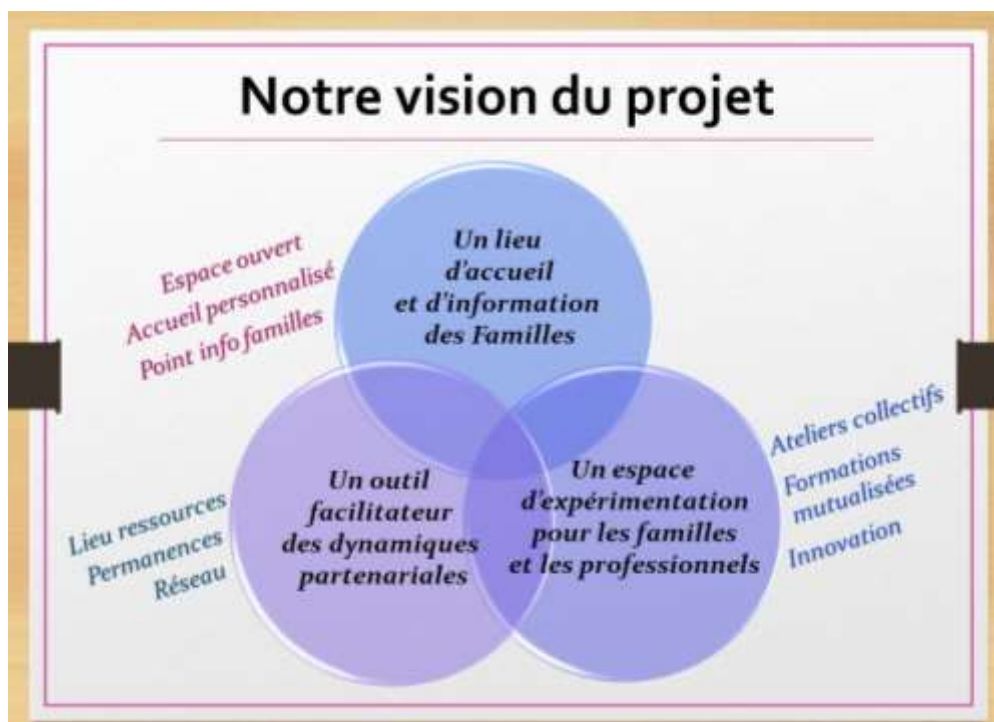 Notre vision du projet
Un lieu
d'accueil
et d'information
des Familles
Espace ouvert
Accueil personnalisé
Point info familles
Un outil
facilitateur
des dynamiques
partenariales
Lieu ressources
Permanences
Réseau
Un espace
d'expérimentation
pour les familles
et les professionnels
Ateliers collectifs
Formations
mutualisées
Innovation